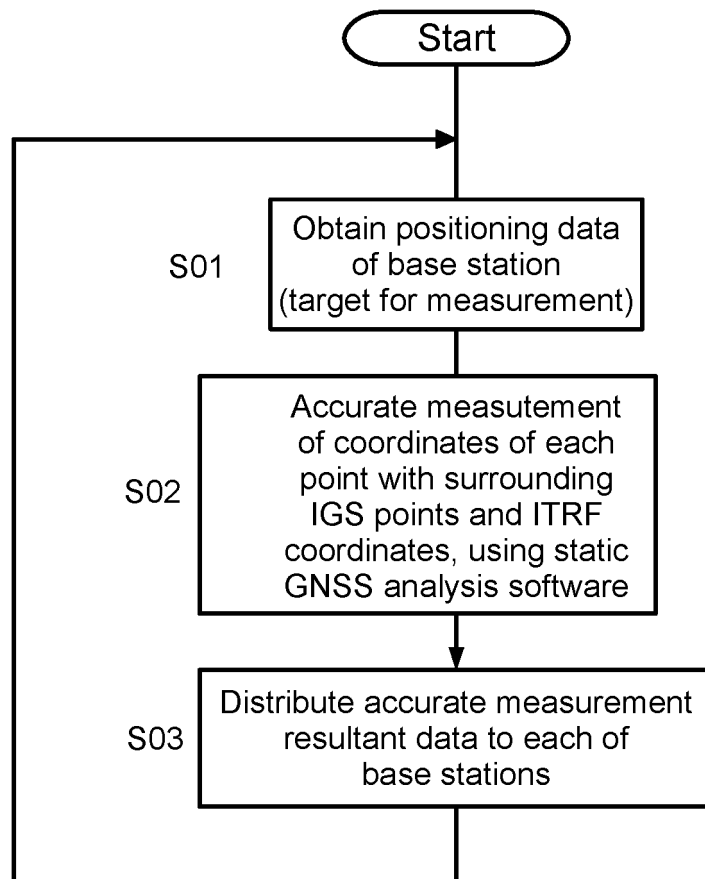 Start
S01
Obtain positioning data
of base station
(target for measurement)
S02
Accurate measutement
of coordinates of each
point with surrounding
IGS points and ITRF
coordinates, using static
GNSS analysis software
S03
Distribute accurate measurement
resultant data to each of
base stations